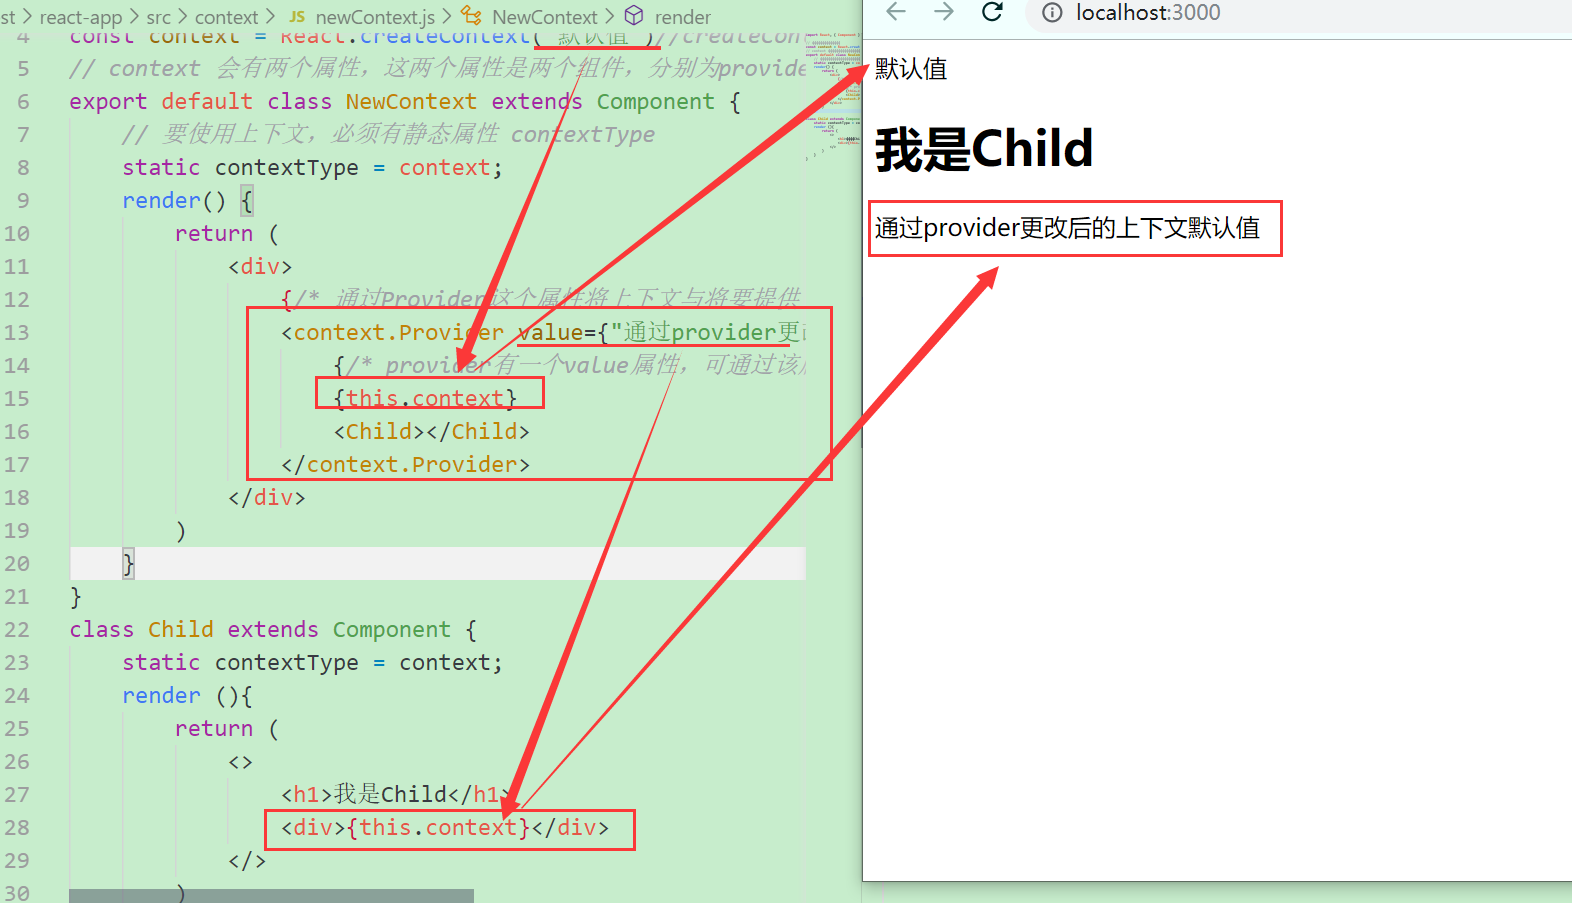 st > react-app > src > context > JS newContext.js > NewContext > render
4 const context = React.createContext("默认值")//createCon
5 // context 会有两个属性，这两个属性是两个组件，分别为provide
6 export default class NewContext extends Component {
7 // 要使用上下文，必须有静态属性 contextType
8 static contextType = context;
9 render() {
10 return (
11 <div>
12 {/* 通过Provider这个属性将上下文与将要提供
13 <context.Provider value={"通过provider更改
14 {/* provider有一个value属性，可通过该属
15 {this.context}
16 <Child></Child>
17 </context.Provider>
18 </div>
19 )
20 }
21 }
22 class Child extends Component {
23 static contextType = context;
24 render (){
25 return (
26 <>
27 <h1>我是Child</h1>
28 <div>{this.context}</div>
29 </>
30 )
localhost:3000
默认值
我是Child
通过provider更改后的上下文默认值